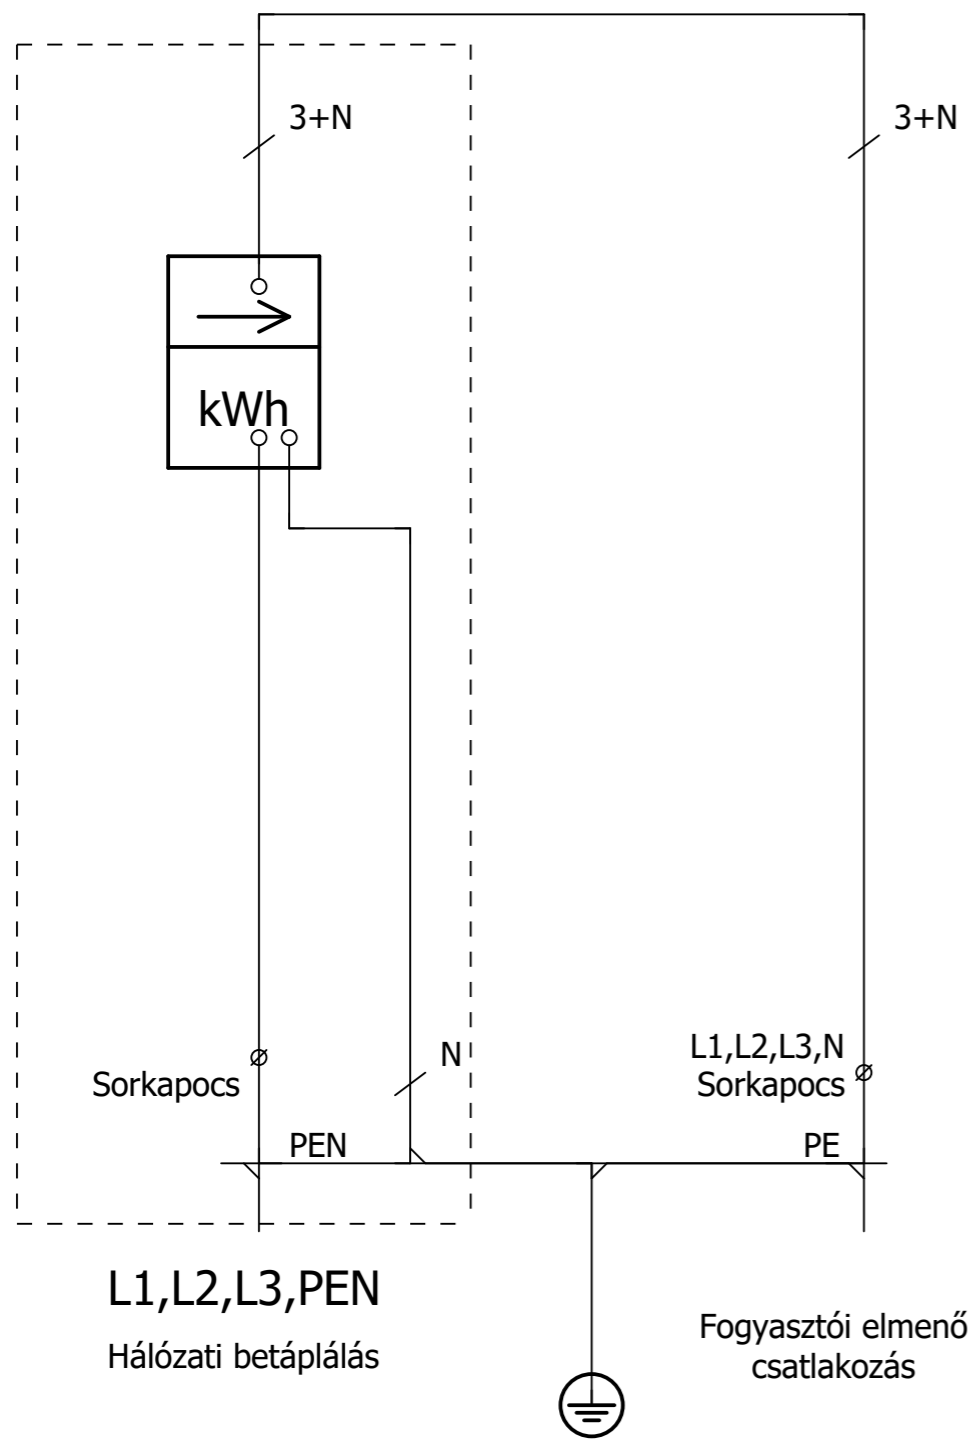 3+N
3+N
kWh
N
L1,L2,L3,N
Sorkapocs
Sorkapocs
PEN
PE
L1,L2,L3,PEN
Hálózati betáplálás
Fogyasztói elmenő
csatlakozás